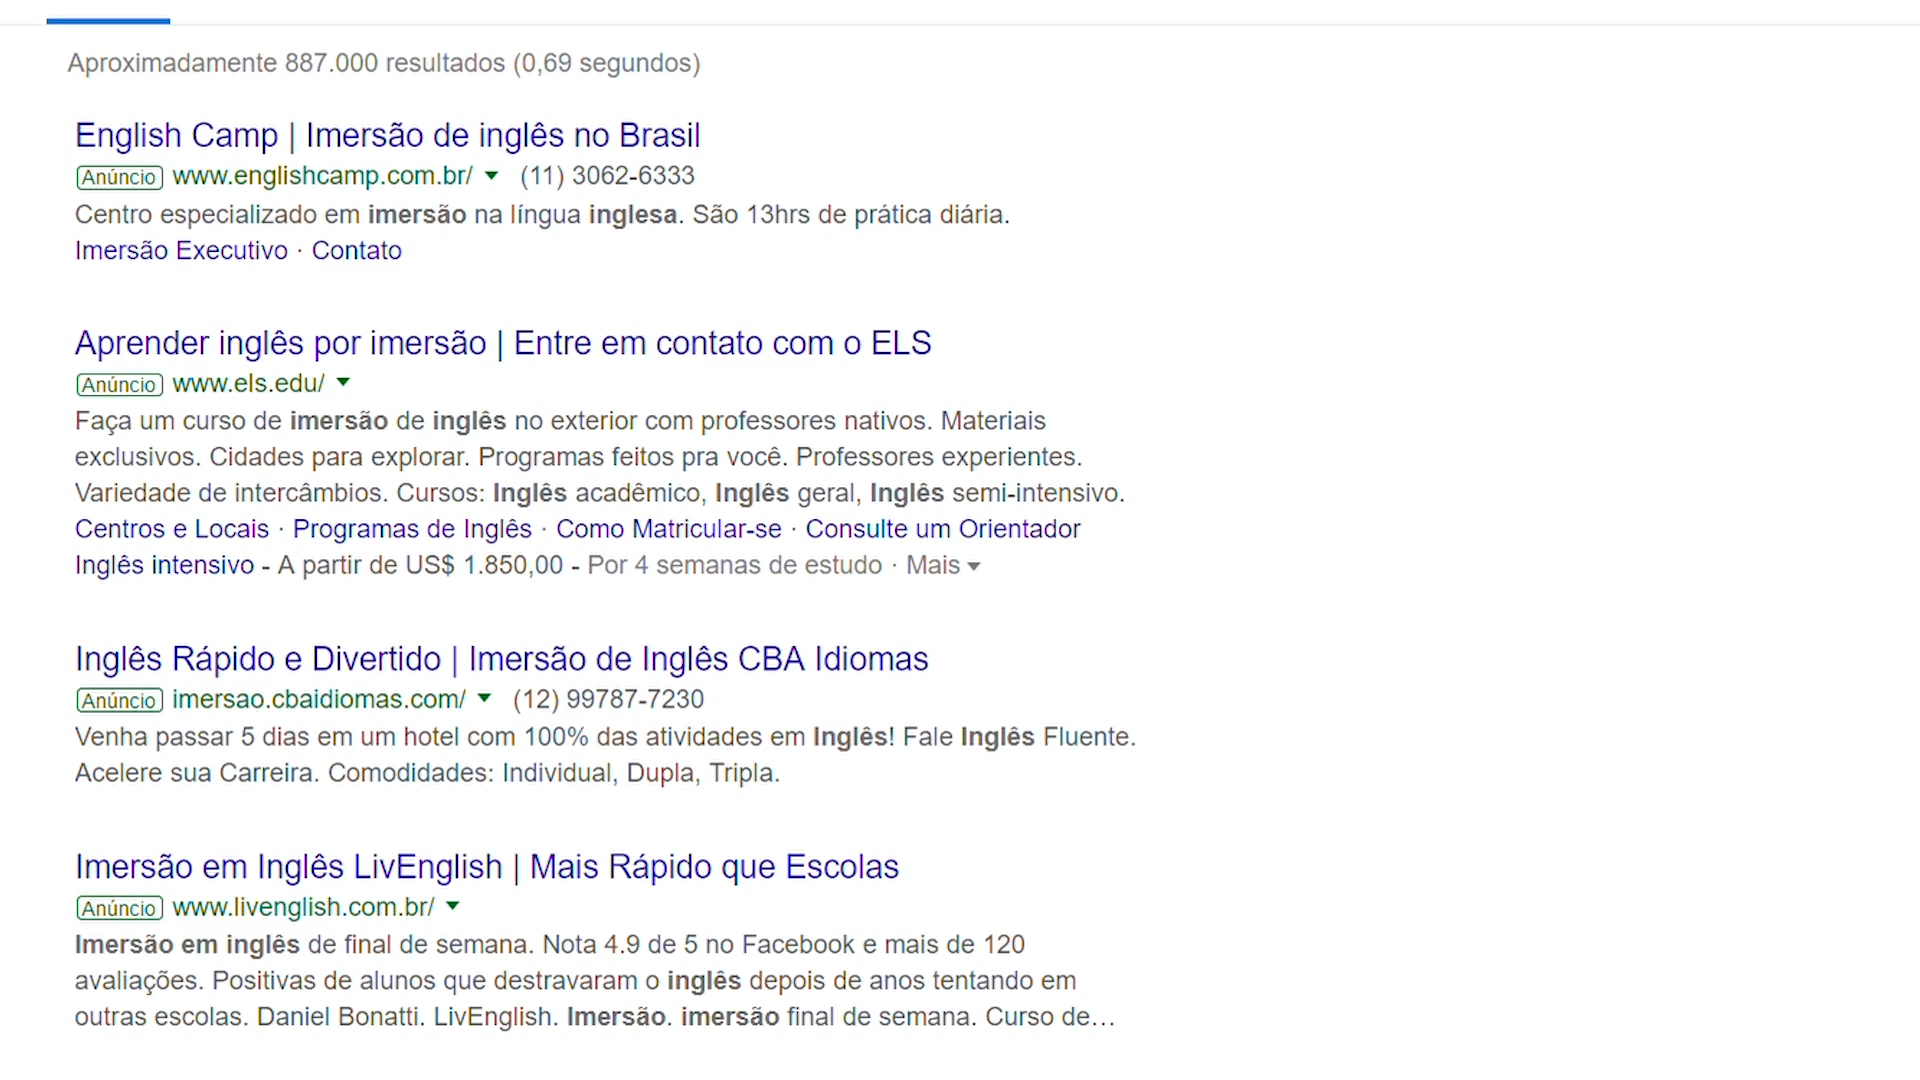 Aproximadamente 887.000 resultados (0,69 segundos)
English Camp | Imersão de inglês no Brasil
Anúncio www.englishcamp.com.br/ (11) 3062-6333
Centro especializado em imersão na língua inglesa. São 13hrs de prática diária.
Imersão Executivo · Contato
Aprender inglês por imersão | Entre em contato com o ELS
Anúncio www.els.edu/
Faça um curso de imersão de inglês no exterior com professores nativos. Materiais
exclusivos. Cidades para explorar. Programas feitos pra você. Professores experientes.
Variedade de intercâmbios. Cursos: Inglês acadêmico, Inglês geral, Inglês semi-intensivo.
Centros e Locais · Programas de Inglês · Como Matricular-se · Consulte um Orientador
Inglês intensivo - A partir de US$ 1.850,00 - Por 4 semanas de estudo · Mais
Inglês Rápido e Divertido | Imersão de Inglês CBA Idiomas
Anúncio imersao.cbaidiomas.com/ (12) 99787-7230
Venha passar 5 dias em um hotel com 100% das atividades em Inglês! Fale Inglês Fluente.
Acelere sua Carreira. Comodidades: Individual, Dupla, Tripla.
Imersão em Inglês LivEnglish | Mais Rápido que Escolas
Anúncio www.livenglish.com.br/
Imersão em inglês de final de semana. Nota 4.9 de 5 no Facebook e mais de 120
avaliações. Positivas de alunos que destravaram o inglês depois de anos tentando em
outras escolas. Daniel Bonatti. LivEnglish. Imersão. imersão final de semana. Curso de…